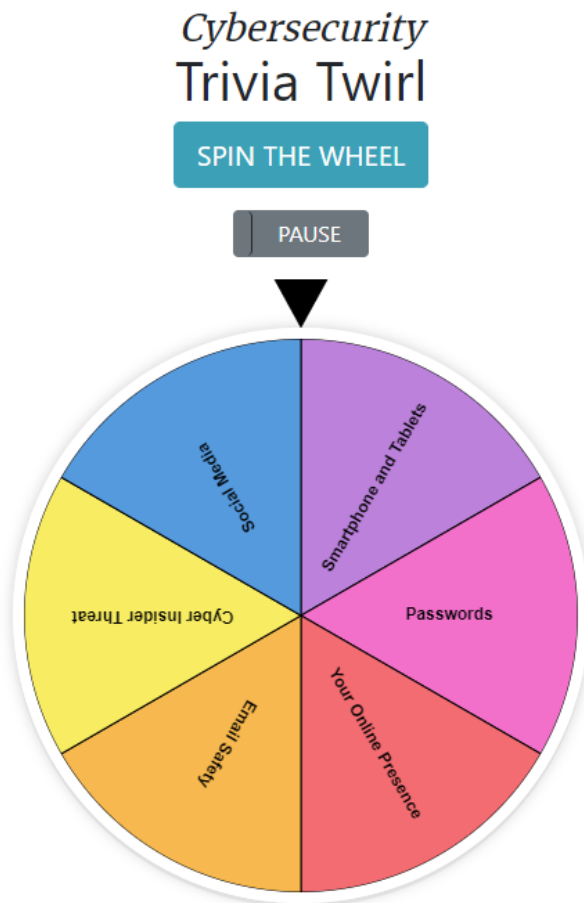 Cybersecurity
Trivia Twirl
SPIN THE WHEEL
PAUSE
Social Media
Smartphone and Tablets
Cyber Insider Threat
Passwords
Email Safety
Your Online Presence